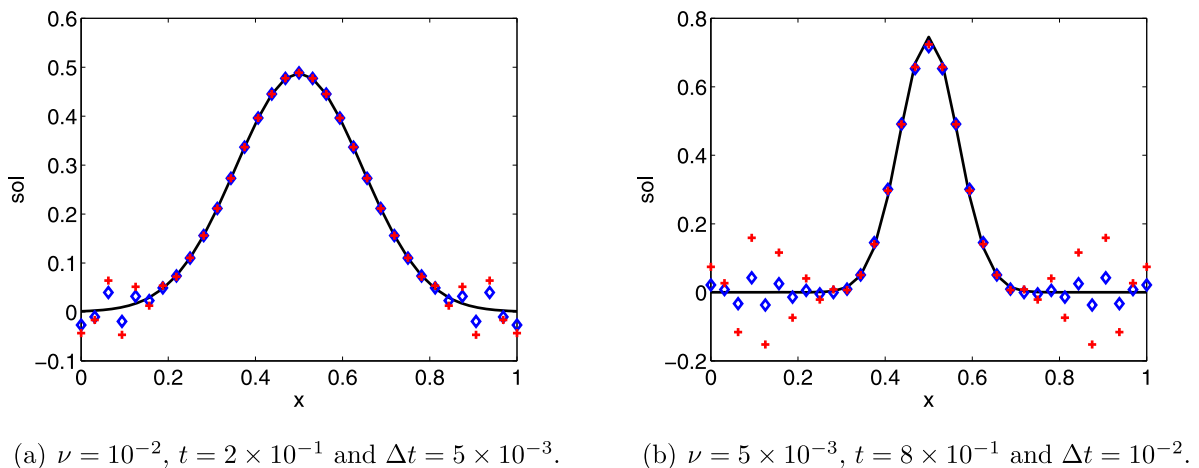 0.6
0.5
0.4
0.3
0.2
0.1
0
−0.1
sol
0 0.2 0.4 0.6 0.8 1
x
0.8
0.6
0.4
0.2
0
−0.2
sol
0 0.2 0.4 0.6 0.8 1
x
(a) ν = 10⁻², t = 2 × 10⁻¹ and Δt = 5 × 10⁻³.
(b) ν = 5 × 10⁻³, t = 8 × 10⁻¹ and Δt = 10⁻².